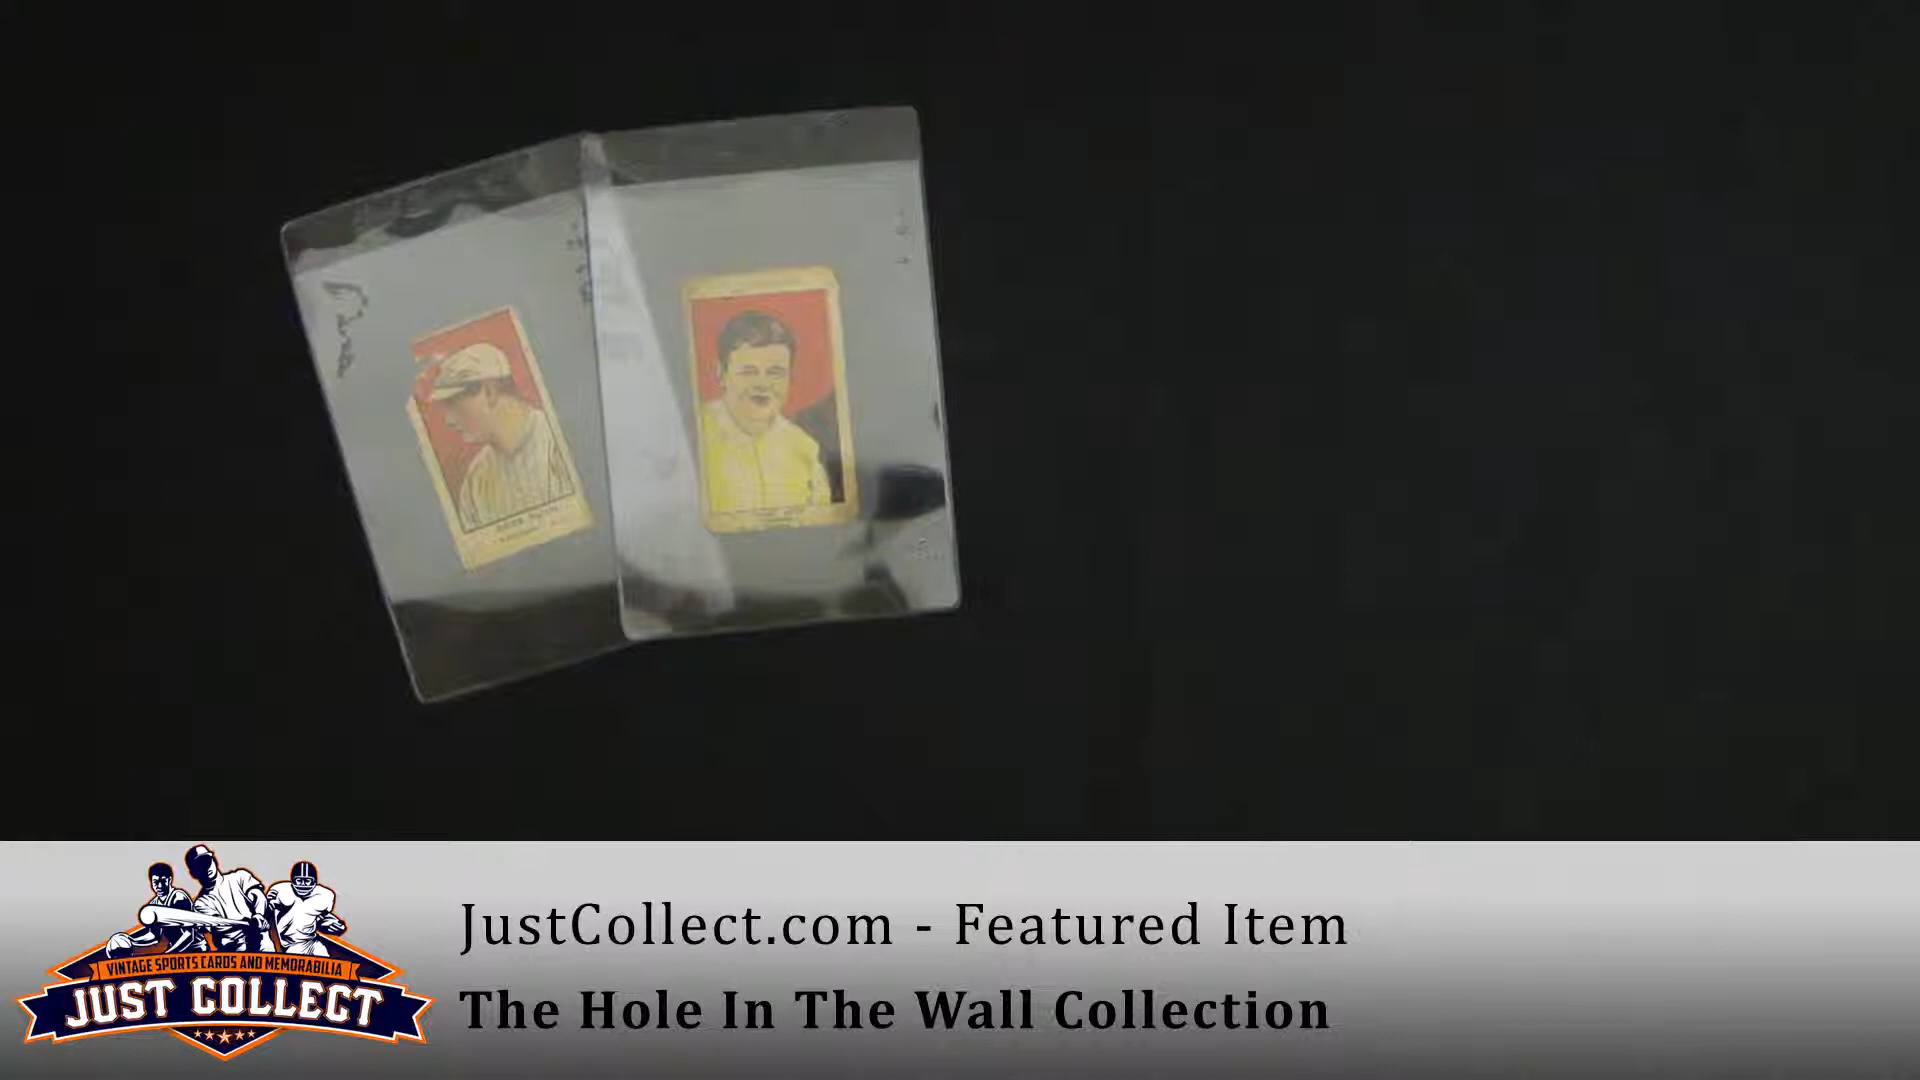 JustCollect.com - Featured Item
The Hole In The Wall Collection
VINTAGE SPORTS CARDS AND MEMORABILIA
JUST COLLECT